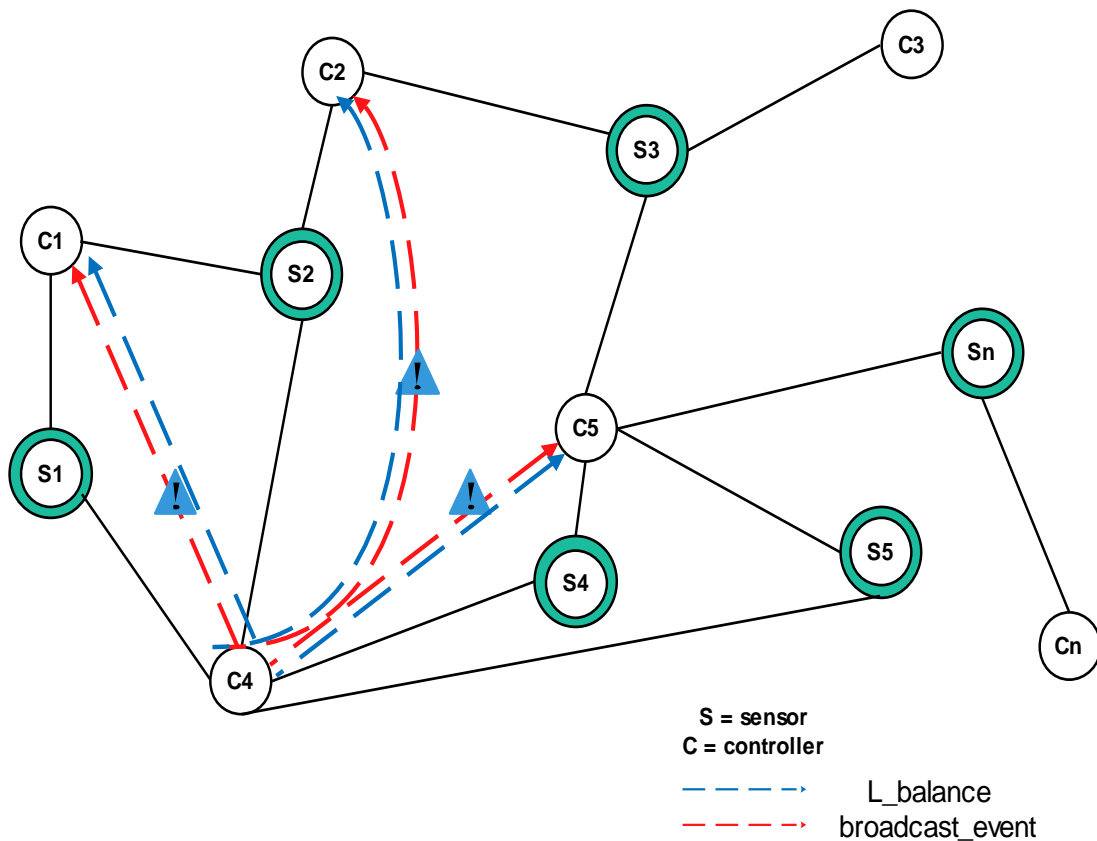 C3
C2
S3
C1
S2
Sn
C5
S1
S5
S4
Cn
C4
!
!
!
S = sensor
C = controller
L_balance
broadcast_event